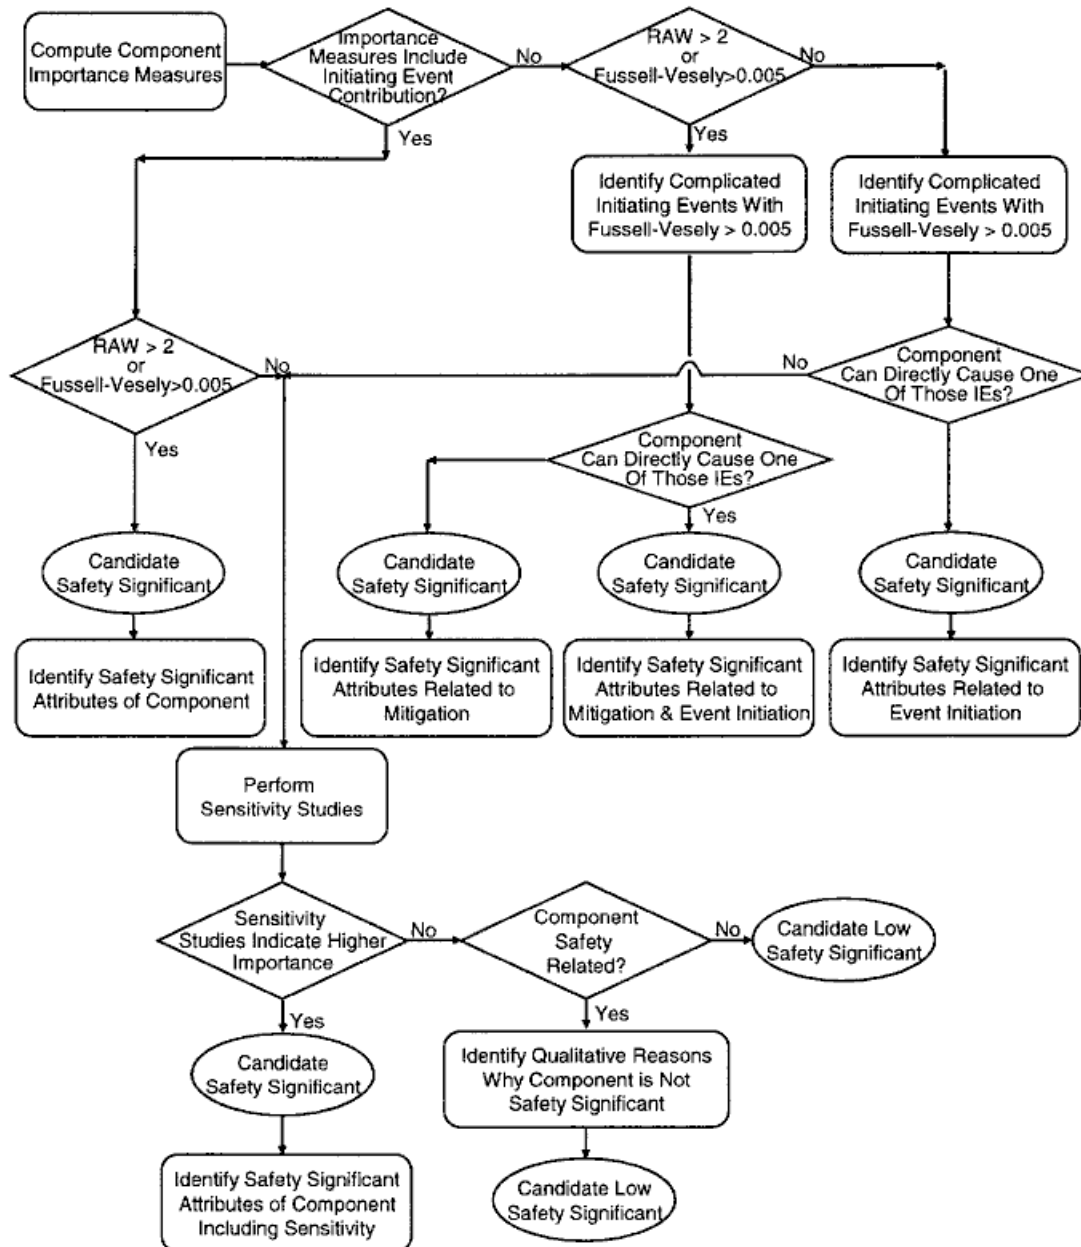 Compute Component
Importance Measures
Importance
Measures Include
Initiating Event
Contribution?
No
RAW > 2
or
Fussell-Vesely>0.005
No
Yes
Yes
Identify Complicated
Initiating Events With
Fussell-Vesely > 0.005
Identify Complicated
Initiating Events With
Fussell-Vesely > 0.005
RAW > 2
or
Fussell-Vesely>0.005
No
No
Component
Can Directly Cause One
Of Those IEs?
Yes
Component
Can Directly Cause One
Of Those IEs?
Yes
Candidate
Safety Significant
Candidate
Safety Significant
Candidate
Safety Significant
Candidate
Safety Significant
Identify Safety Significant
Attributes of Component
Identify Safety Significant
Attributes Related to
Mitigation
Identify Safety Significant
Attributes Related to
Mitigation & Event Initiation
Identify Safety Significant
Attributes Related to
Event Initiation
Perform
Sensitivity Studies
Sensitivity
Studies Indicate Higher
Importance
No
Component
Safety
Related?
No
Candidate Low
Safety Significant
Yes
Yes
Candidate
Safety Significant
Identify Qualitative Reasons
Why Component is Not
Safety Significant
Identify Safety Significant
Attributes of Component
Including Sensitivity
Candidate Low
Safety Significant